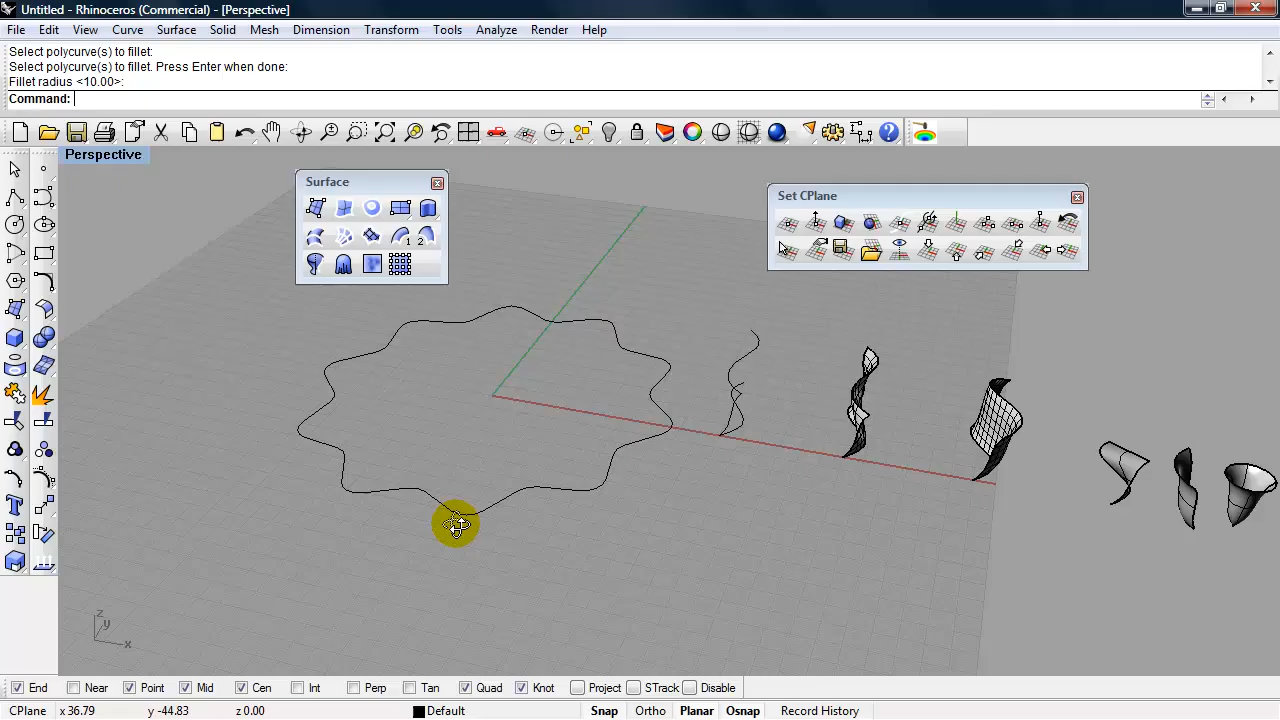 Untitled - Rhinoceros (Commercial) - [Perspective]
File Edit View Curve Surface Solid Mesh Dimension Transform Tools Analyze Render Help
Select polycurve(s) to fillet:
Select polycurve(s) to fillet. Press Enter when done:
Fillet radius <10.00>:
Command:
Perspective
Surface
Set CPlane
1 2
z
y
x
End Near Point Mid Cen Int Perp Tan Quad Knot Project STrack Disable
CPlane x 36.79 y -44.83 z 0.00 Default Snap Ortho Planar Osnap Record History